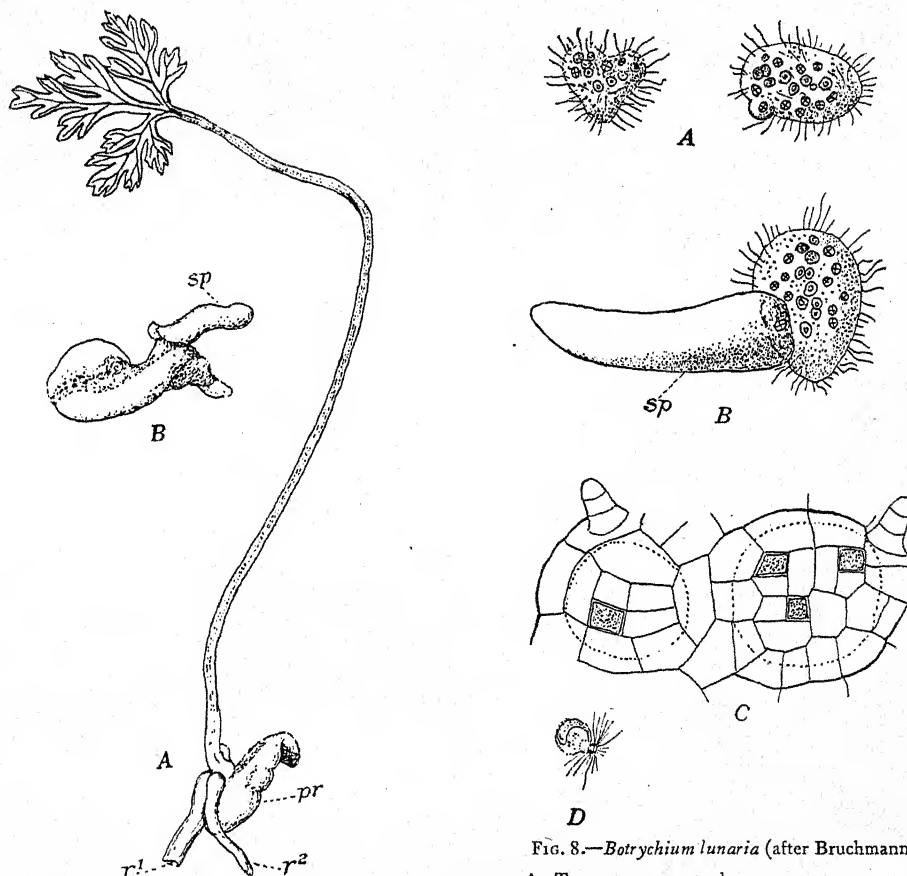 sp
B
A
pr
r¹
r²
A
sp
B
C
D
FIG. 8.—Botrychium lunaria (after Bruchmann